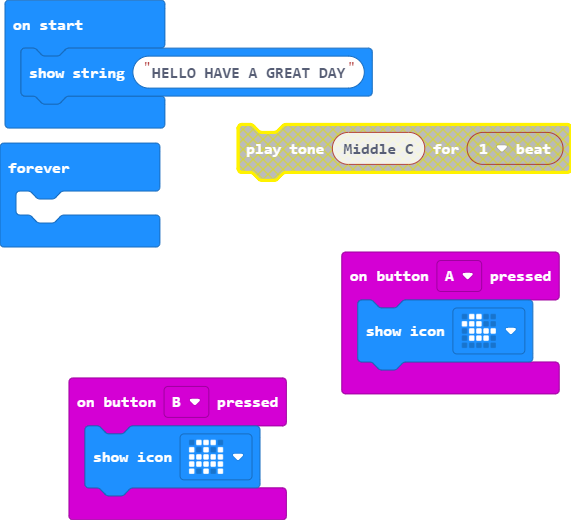 on start
show string "HELLO HAVE A GREAT DAY"
play tone Middle C for 1 beat
forever
on button A pressed
show icon
on button B pressed
show icon